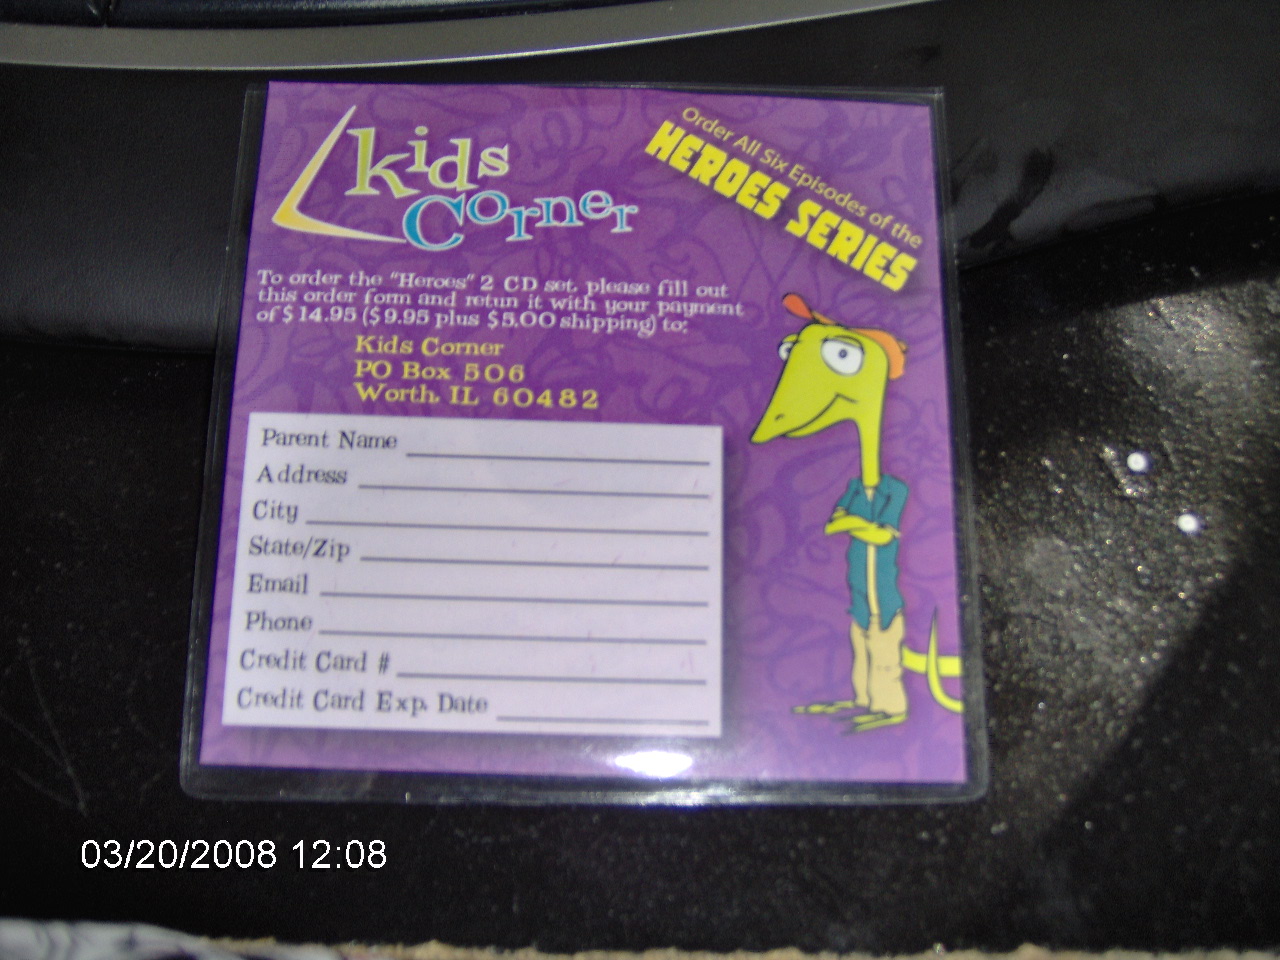 kids
Corner
Order All Six Episodes of the
HEROES SERIES
To order the "Heroes" 2 CD set, please fill out
this order form and retun it with your payment
of $14.95 ($9.95 plus $5.00 shipping) to:
Kids Corner
PO Box 506
Worth, IL 60482
Parent Name
Address
City
State/Zip
Email
Phone
Credit Card #
Credit Card Exp. Date
03/20/2008 12:08